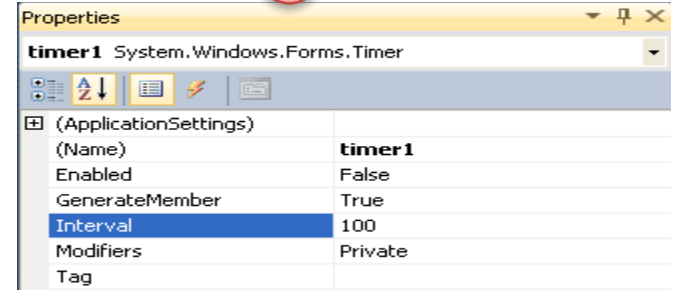 Properties
timer1 System.Windows.Forms.Timer
(ApplicationSettings)
(Name) timer1
Enabled False
GenerateMember True
Interval 100
Modifiers Private
Tag